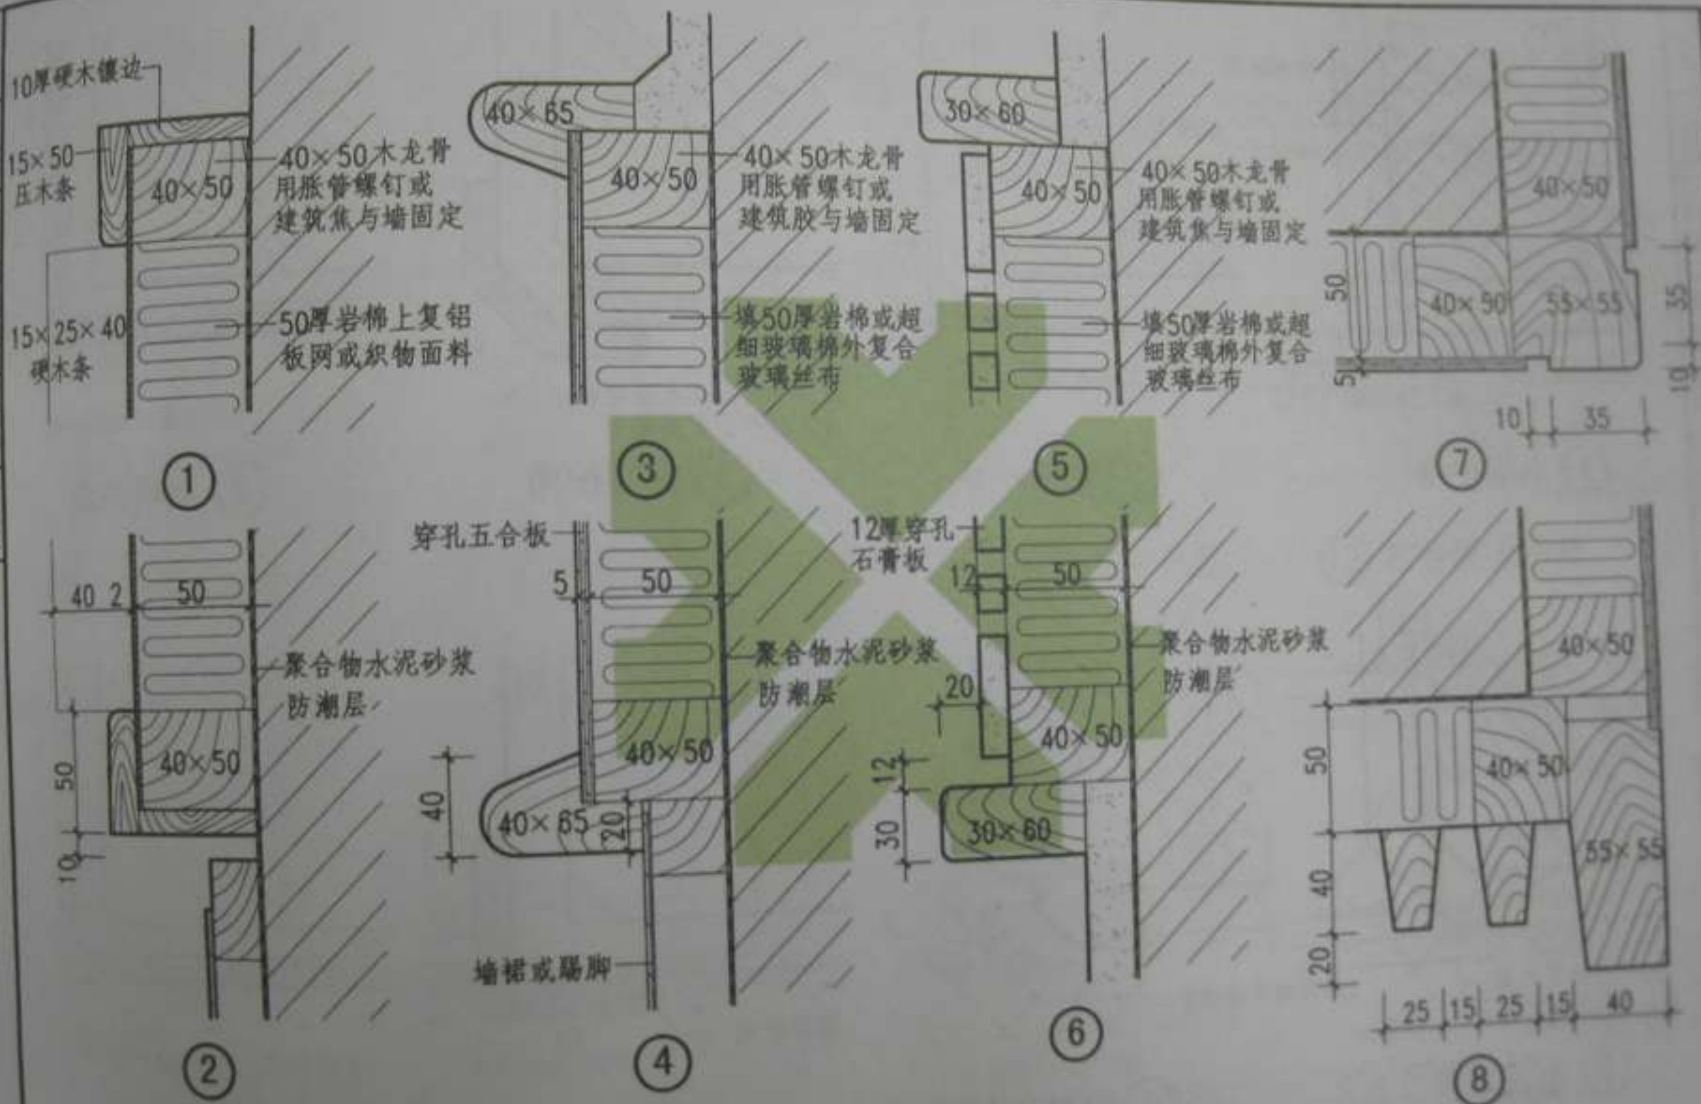 10厚硬木镶边
15×50
压木条
40×50
40×50木龙骨
用胀管螺钉或
建筑焦与墙固定
15×25×40
硬木条
50厚岩棉上复铝
板网或织物面料
①
40×65
40×50
40×50木龙骨
用胀管螺钉或
建筑胶与墙固定
填50厚岩棉或超
细玻璃棉外复合
玻璃丝布
③
30×60
40×50
40×50木龙骨
用胀管螺钉或
建筑焦与墙固定
填50厚岩棉或超
细玻璃棉外复合
玻璃丝布
⑤
40×50
50
40×50
55×55
35
5
10
10
35
⑦
40
2
50
聚合物水泥砂浆
防潮层
50
40×50
10
②
穿孔五合板
5
50
聚合物水泥砂浆
防潮层
40×50
40
40×65
20
墙裙或踢脚
④
12厚穿孔
石膏板
12
50
聚合物水泥砂浆
防潮层
20
40×50
12
30
30×60
⑥
40×50
50
40×50
55×55
40
20
25
15
25
15
40
⑧